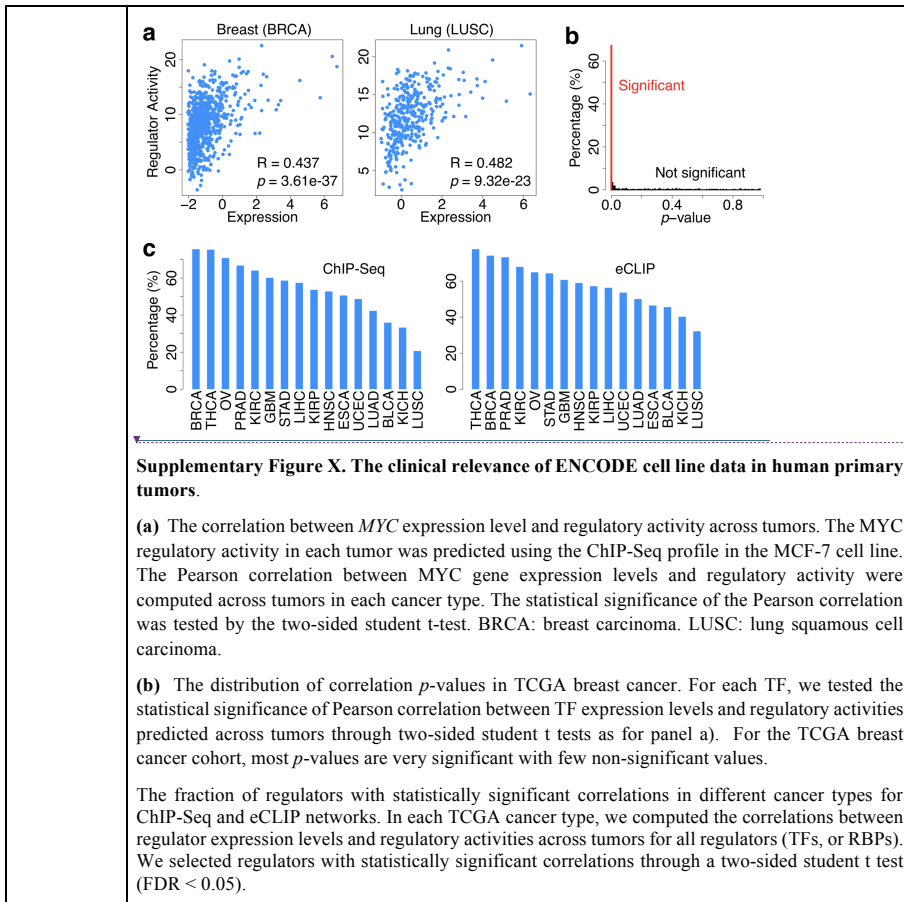 a
Breast (BRCA)
Lung (LUSC)
b
Regulator Activity
0 10 20
5 10 15 20
R = 0.437
p = 3.61e-37
R = 0.482
p = 9.32e-23
−2 0 2 4 6
0 2 4 6
Expression
Expression
Percentage (%)
0 20 40 60
Significant
Not significant
0.0 0.4 0.8
p−value
c
ChIP-Seq
eCLIP
Percentage (%)
0 20 40 60
0 20 40 60
BRCA THCA OV PRAD KIRC GBM STAD LIHC KIRP HNSC ESCA UCEC LUAD BLCA KICH LUSC
THCA BRCA PRAD KIRC OV STAD GBM HNSC KIRP LIHC UCEC LUAD ESCA BLCA KICH LUSC
Supplementary Figure X. The clinical relevance of ENCODE cell line data in human primary
tumors.
(a) The correlation between MYC expression level and regulatory activity across tumors. The MYC
regulatory activity in each tumor was predicted using the ChIP-Seq profile in the MCF-7 cell line.
The Pearson correlation between MYC gene expression levels and regulatory activity were
computed across tumors in each cancer type. The statistical significance of the Pearson correlation
was tested by the two-sided student t-test. BRCA: breast carcinoma. LUSC: lung squamous cell
carcinoma.
(b) The distribution of correlation p-values in TCGA breast cancer. For each TF, we tested the
statistical significance of Pearson correlation between TF expression levels and regulatory activities
predicted across tumors through two-sided student t tests as for panel a). For the TCGA breast
cancer cohort, most p-values are very significant with few non-significant values.
The fraction of regulators with statistically significant correlations in different cancer types for
ChIP-Seq and eCLIP networks. In each TCGA cancer type, we computed the correlations between
regulator expression levels and regulatory activities across tumors for all regulators (TFs, or RBPs).
We selected regulators with statistically significant correlations through a two-sided student t test
(FDR < 0.05).